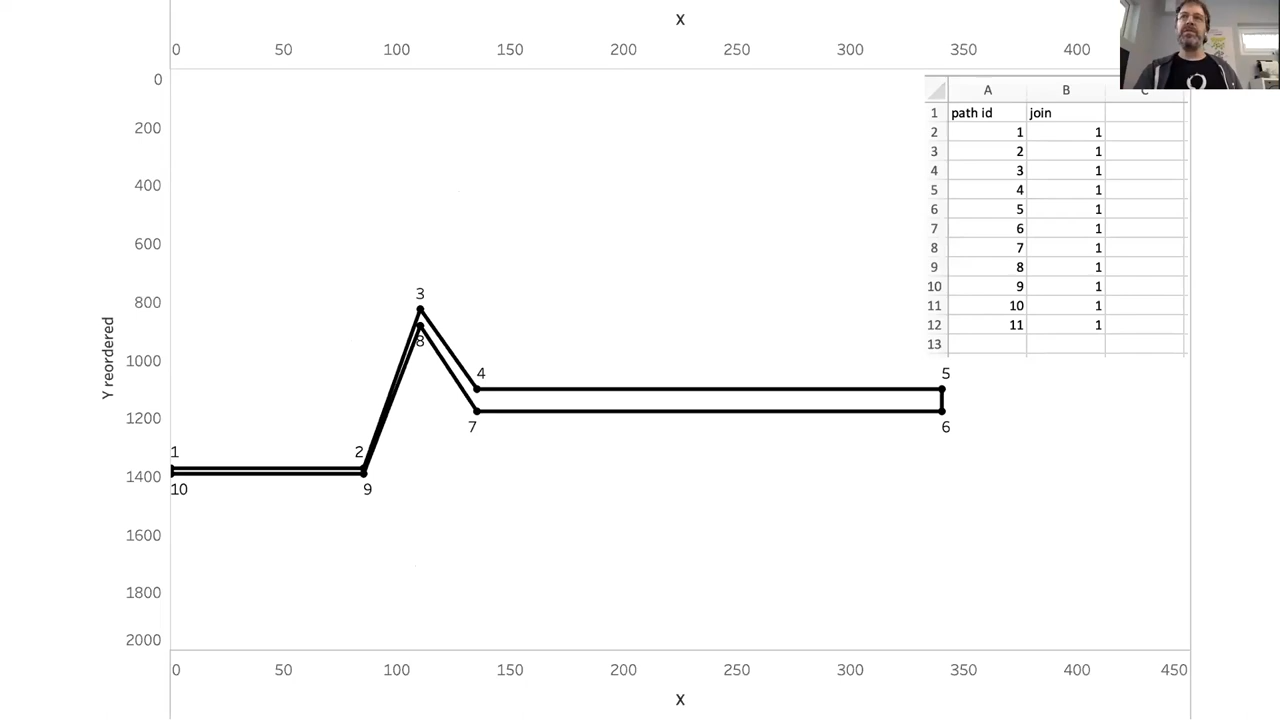 X
0 50 100 150 200 250 300 350 400
A B
1 path id join
2 1 1
3 2 1
4 3 1
5 4 1
6 5 1
7 6 1
8 7 1
9 8 1
10 9 1
11 10 1
12 11 1
13
Y reordered
0
200
400
600
800
1000
1200
1400
1600
1800
2000
3
8
4
5
7
6
1
2
10
9
0 50 100 150 200 250 300 350 400 450
X